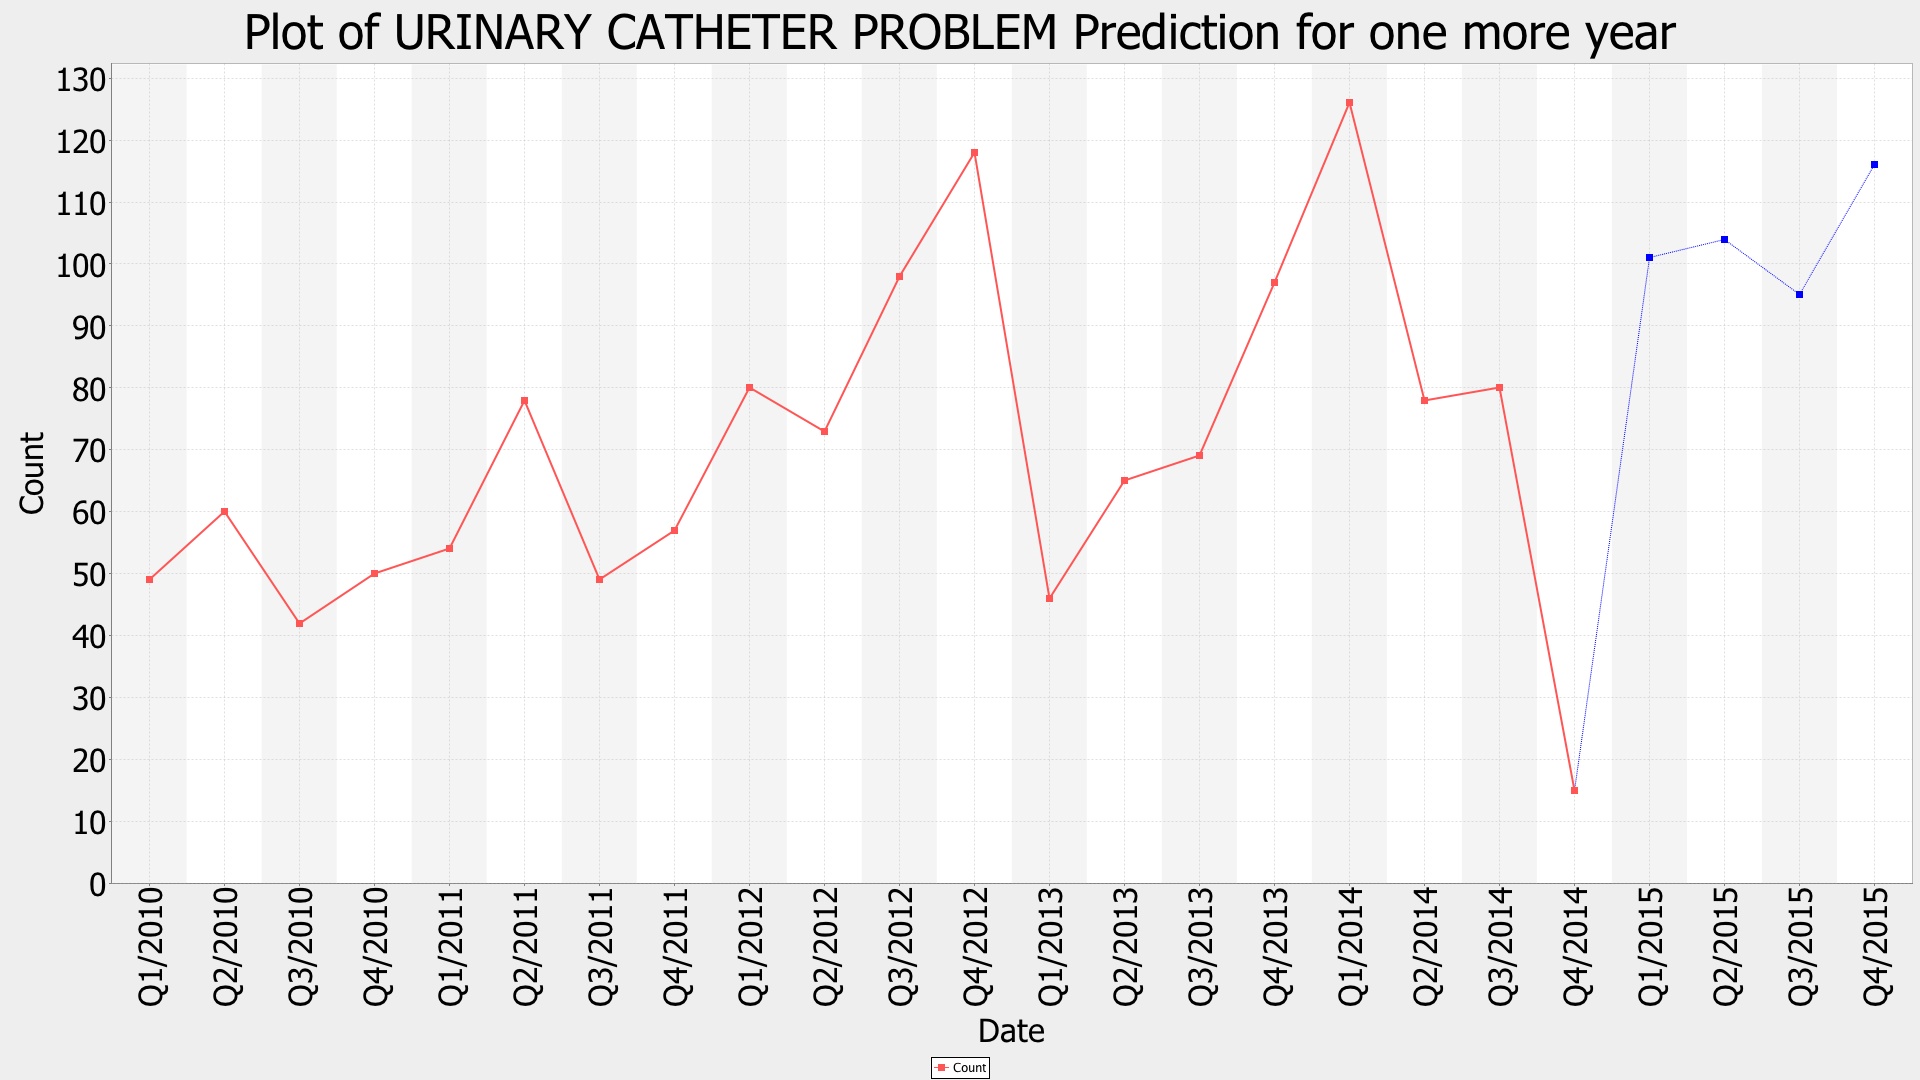 Plot of URINARY CATHETER PROBLEM Prediction for one more year
130
120
110
100
90
80
70
60
50
40
30
20
10
0
Count
Q1/2010
Q2/2010
Q3/2010
Q4/2010
Q1/2011
Q2/2011
Q3/2011
Q4/2011
Q1/2012
Q2/2012
Q3/2012
Q4/2012
Q1/2013
Q2/2013
Q3/2013
Q4/2013
Q1/2014
Q2/2014
Q3/2014
Q4/2014
Q1/2015
Q2/2015
Q3/2015
Q4/2015
Date
Count